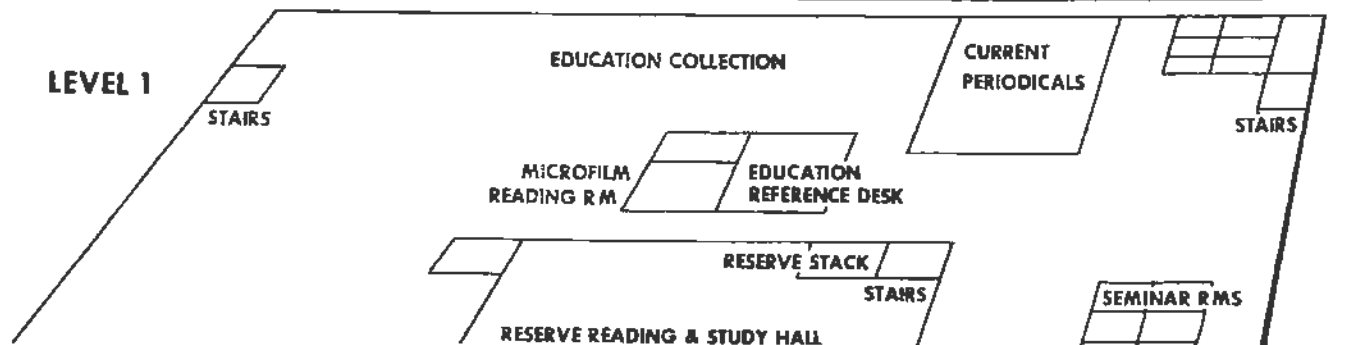 LEVEL 1
EDUCATION COLLECTION
CURRENT
PERIODICALS
STAIRS
STAIRS
MICROFILM
READING RM
EDUCATION
REFERENCE DESK
RESERVE STACK
STAIRS
SEMINAR RMS
RESERVE READING & STUDY HALL